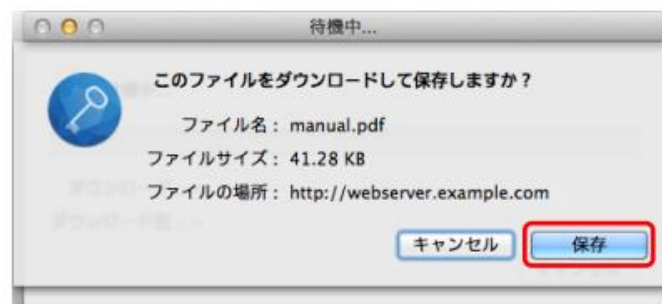 待機中...
このファイルをダウンロードして保存しますか？
ファイル名： manual.pdf
ファイルサイズ： 41.28 KB
ファイルの場所： http://webserver.example.com
キャンセル 保存